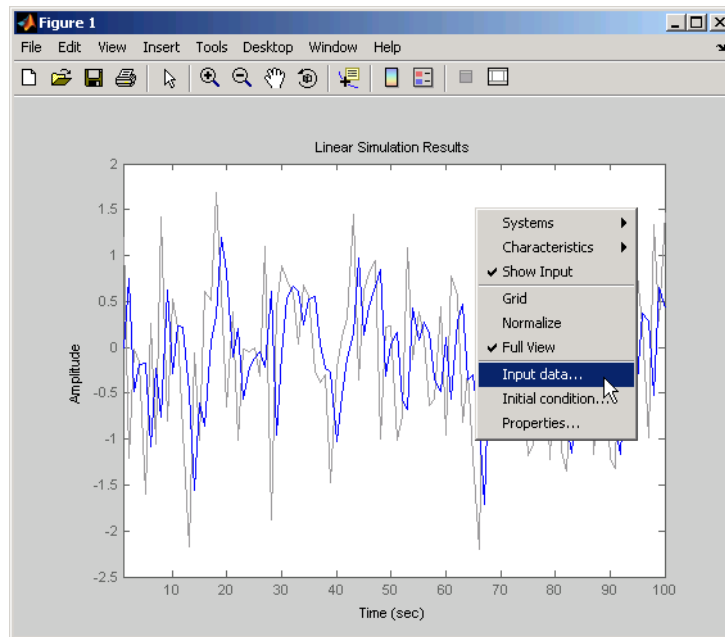 Figure 1
File Edit View Insert Tools Desktop Window Help
Linear Simulation Results
2
1.5
1
0.5
0
-0.5
-1
-1.5
-2
-2.5
Amplitude
10 20 30 40 50 60 70 80 90 100
Time (sec)
Systems
Characteristics
Show Input
Grid
Normalize
Full View
Input data...
Initial condition...
Properties...